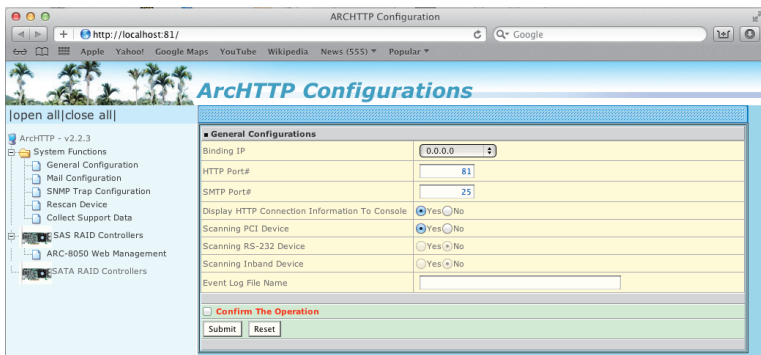 ARCHTTP Configuration
http://localhost:81/
Google
Apple Yahoo! Google Maps YouTube Wikipedia News (555) Popular
ArcHTTP Configurations
|open all|close all|
ArcHTTP - v2.2.3
System Functions
General Configuration
Mail Configuration
SNMP Trap Configuration
Rescan Device
Collect Support Data
SAS RAID Controllers
ARC-8050 Web Management
SATA RAID Controllers
General Configurations
Binding IP 0.0.0.0
HTTP Port# 81
SMTP Port# 25
Display HTTP Connection Information To Console Yes No
Scanning PCI Device Yes No
Scanning RS-232 Device Yes No
Scanning Inband Device Yes No
Event Log File Name
Confirm The Operation
Submit Reset